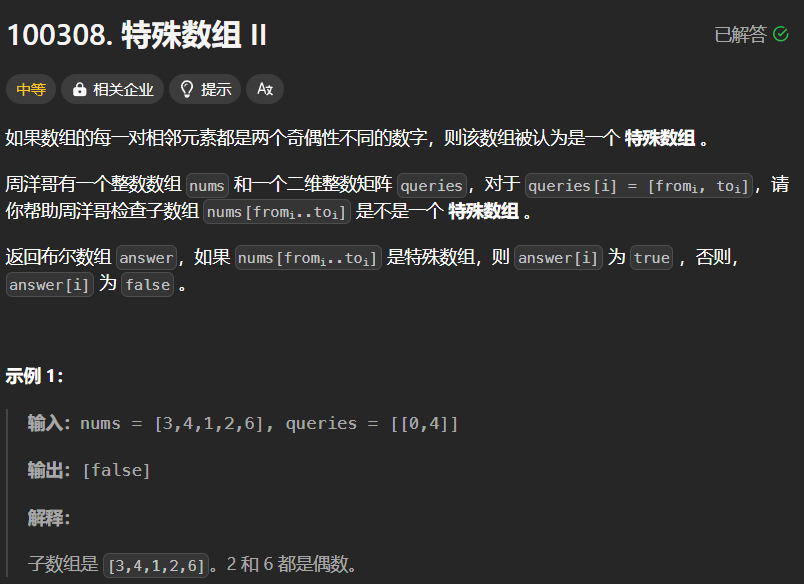 100308. 特殊数组 II
已解答
中等 相关企业 提示
如果数组的每一对相邻元素都是两个奇偶性不同的数字，则该数组被认为是一个 特殊数组 。
周洋哥有一个整数数组 nums 和一个二维整数矩阵 queries，对于 queries[i] = [fromi, toi]，请
你帮助周洋哥检查子数组 nums[fromi..toi] 是不是一个 特殊数组 。
返回布尔数组 answer，如果 nums[fromi..toi] 是特殊数组，则 answer[i] 为 true ，否则，
answer[i] 为 false 。
示例 1：
输入：nums = [3,4,1,2,6], queries = [[0,4]]
输出：[false]
解释：
子数组是 [3,4,1,2,6]。2 和 6 都是偶数。